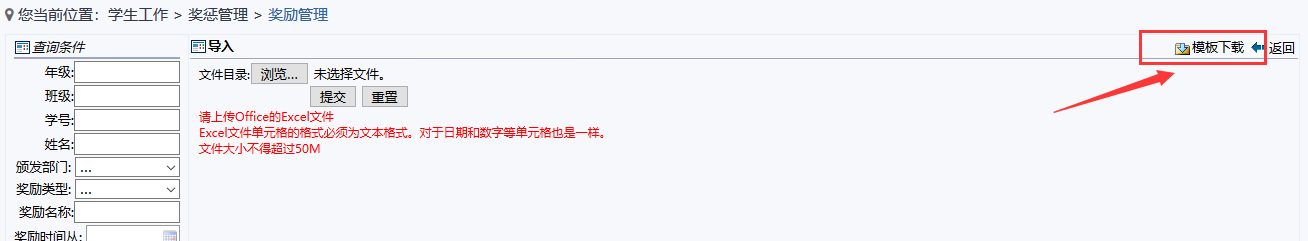 您当前位置：学生工作 > 奖惩管理 > 奖励管理
查询条件
年级:
班级:
学号:
姓名:
颁发部门: ...
奖励类型: ...
奖励名称:
奖励时间从:
导入
模板下载 返回
文件目录: 浏览... 未选择文件。
提交 重置
请上传Office的Excel文件
Excel文件单元格的格式必须为文本格式。对于日期和数字等单元格也是一样。
文件大小不得超过50M